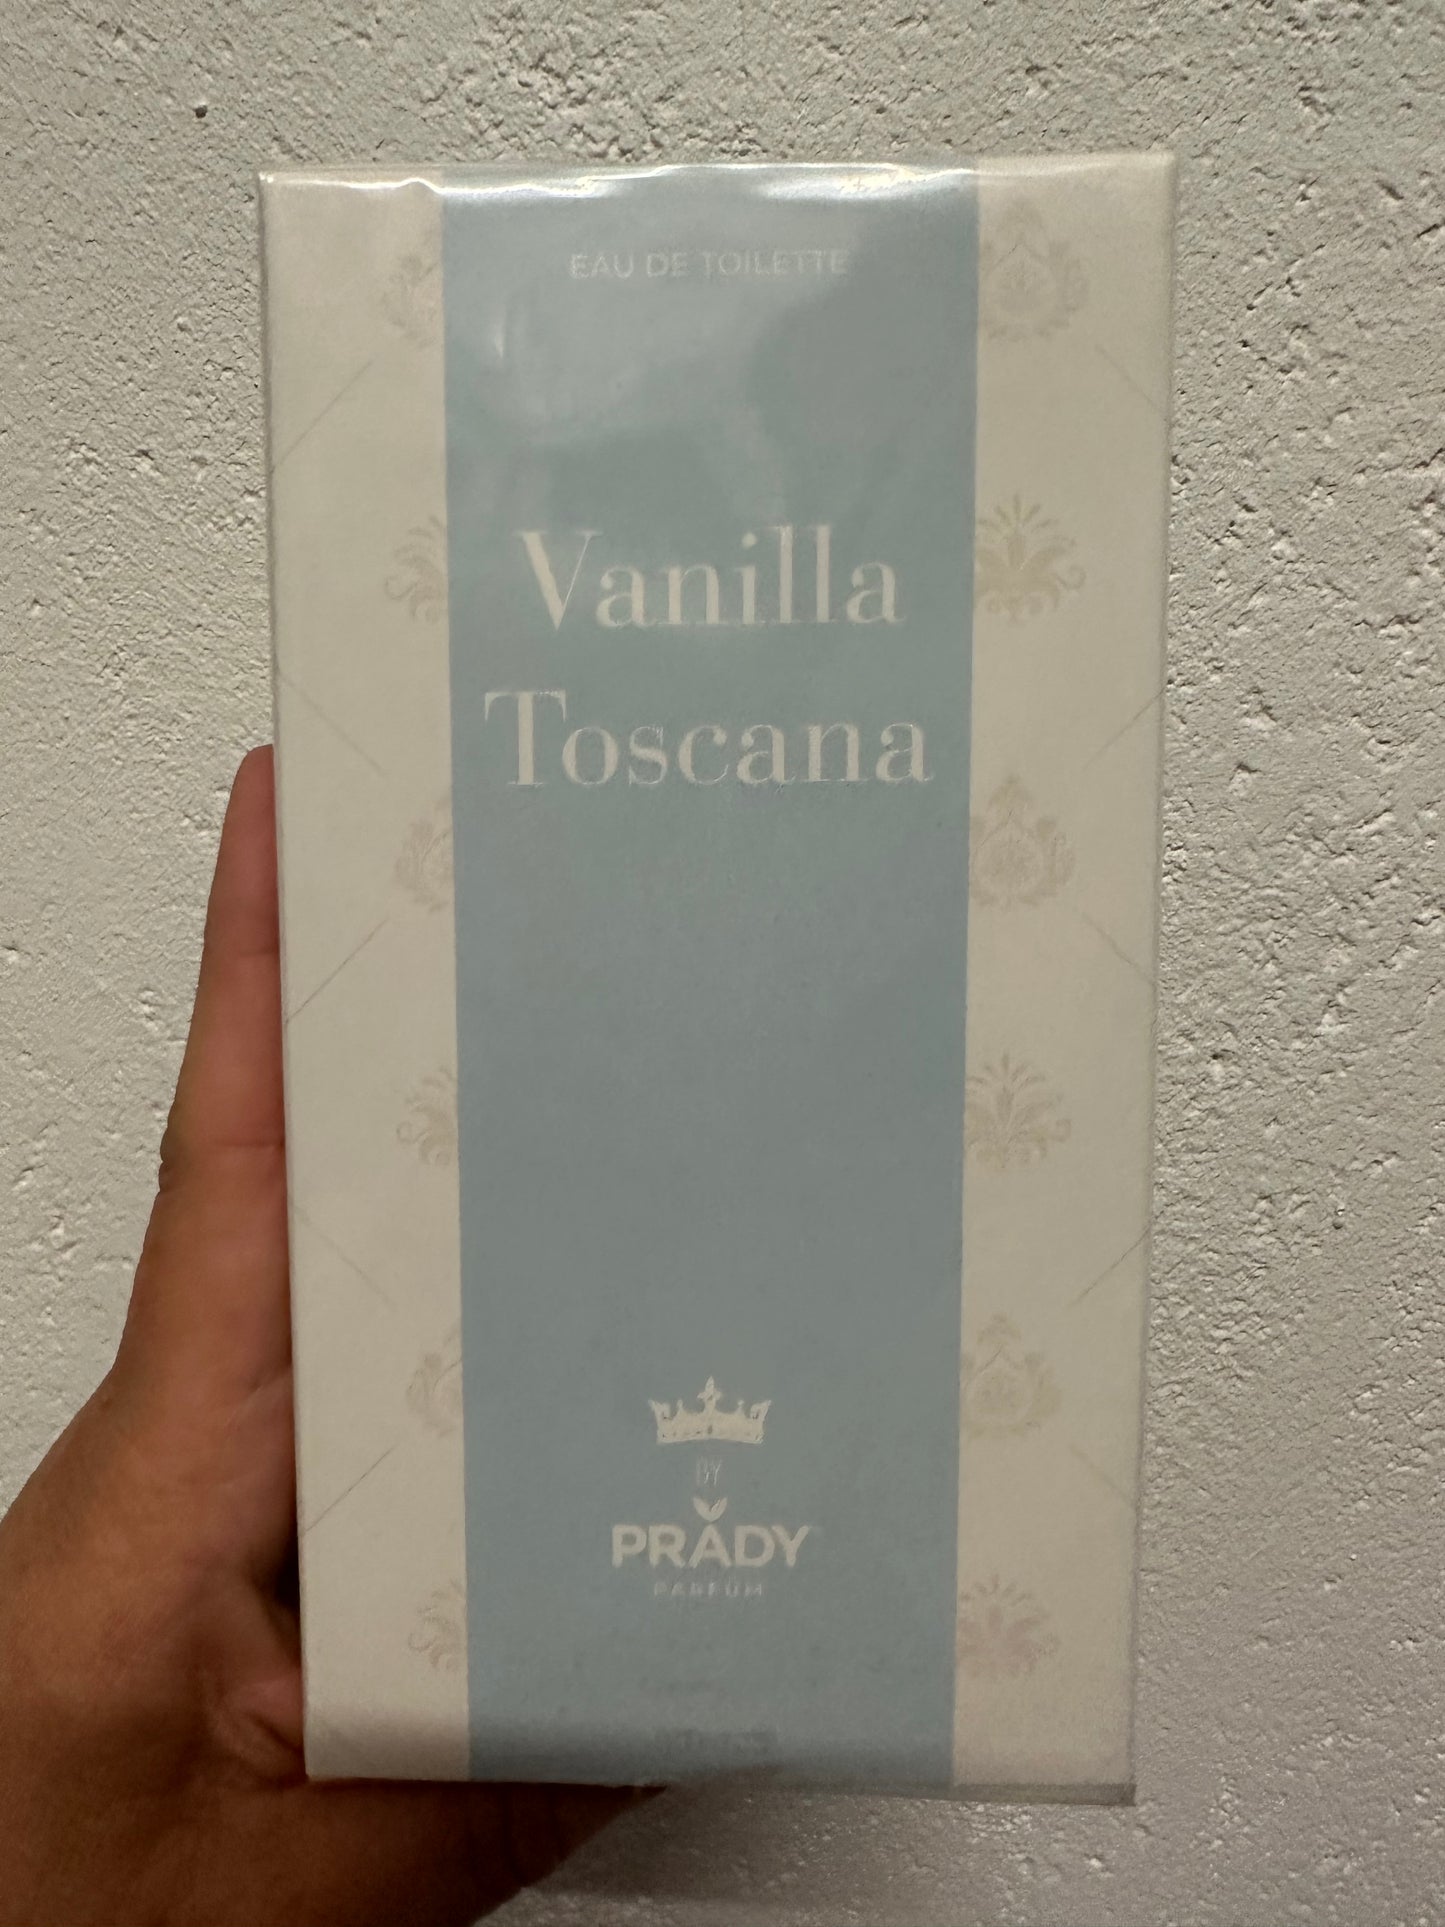 EAU DE TOILETTE
Vanilla
Toscana
BY
PRADY
PARFUM